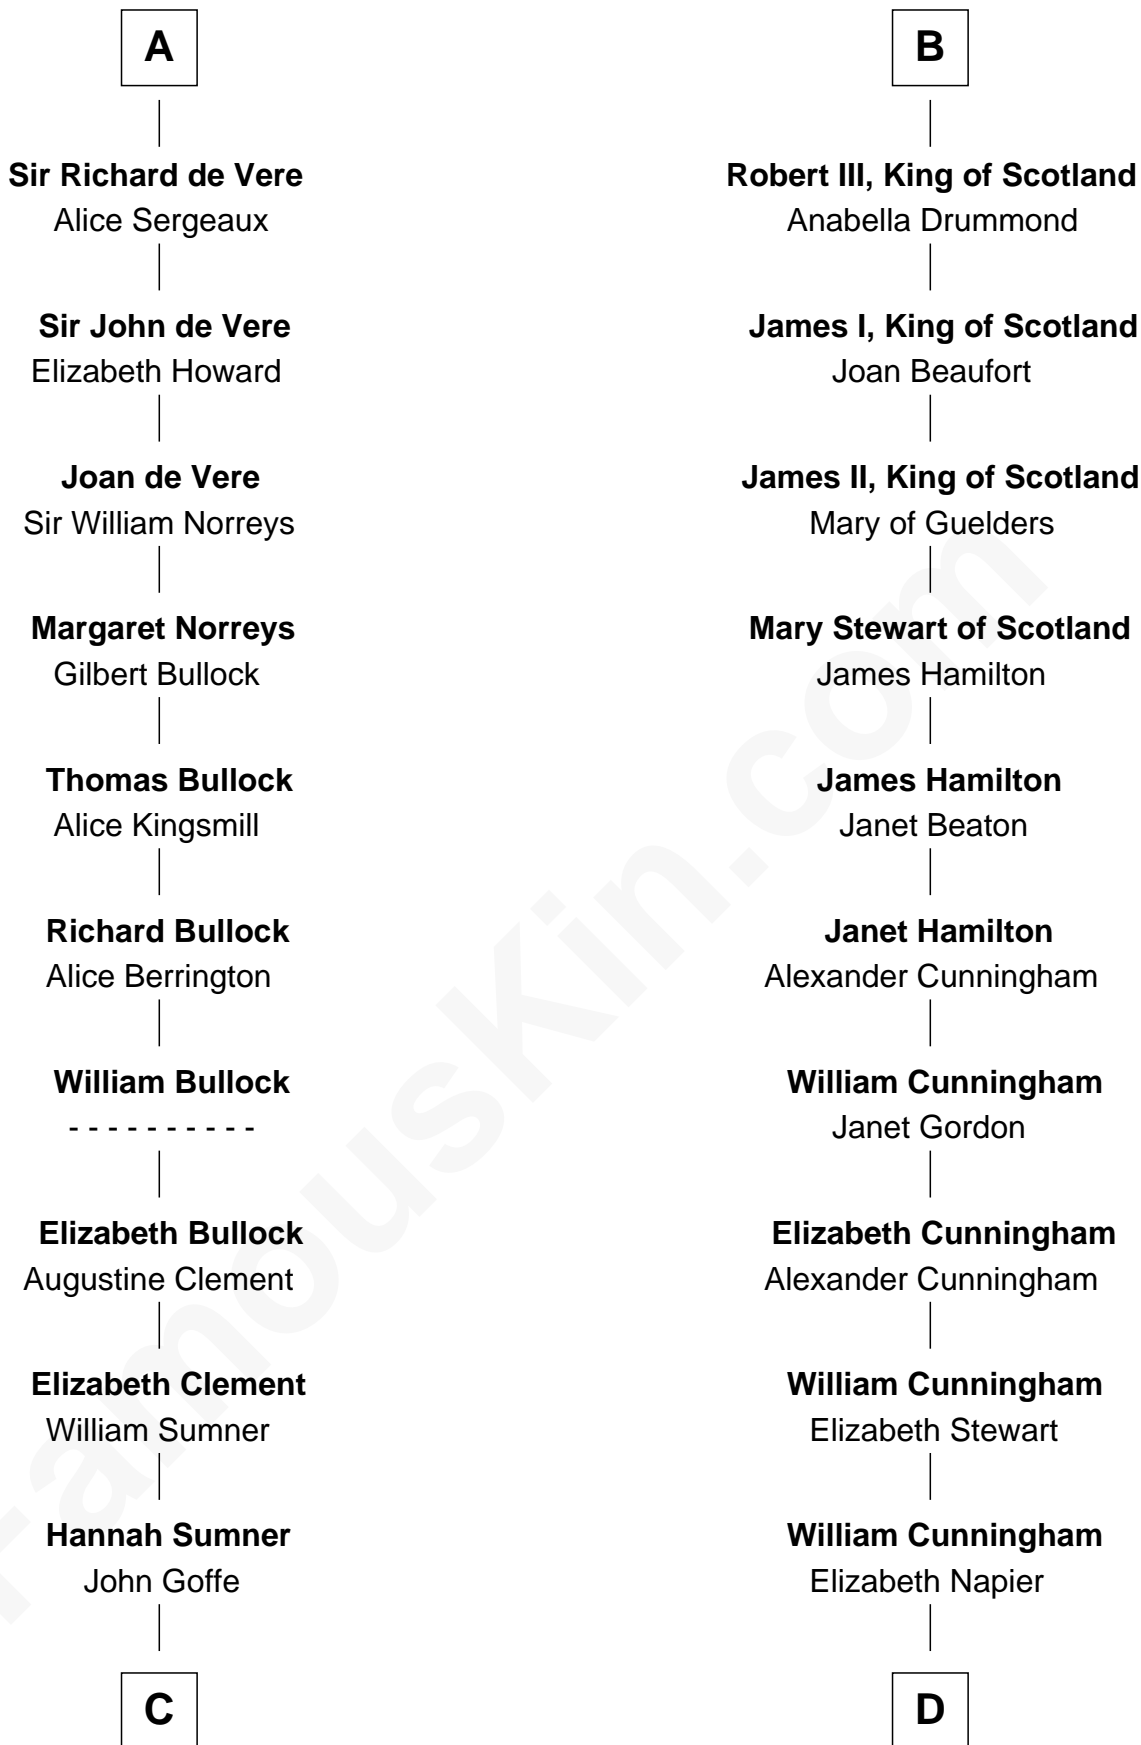 A
Sir Richard de Vere
Alice Sergeaux
Sir John de Vere
Elizabeth Howard
Joan de Vere
Sir William Norreys
Margaret Norreys
Gilbert Bullock
Thomas Bullock
Alice Kingsmill
Richard Bullock
Alice Berrington
William Bullock
- - - - - - - - - -
Elizabeth Bullock
Augustine Clement
Elizabeth Clement
William Sumner
Hannah Sumner
John Goffe
C
B
Robert III, King of Scotland
Anabella Drummond
James I, King of Scotland
Joan Beaufort
James II, King of Scotland
Mary of Guelders
Mary Stewart of Scotland
James Hamilton
James Hamilton
Janet Beaton
Janet Hamilton
Alexander Cunningham
William Cunningham
Janet Gordon
Elizabeth Cunningham
Alexander Cunningham
William Cunningham
Elizabeth Stewart
William Cunningham
Elizabeth Napier
D
FamousKin.com